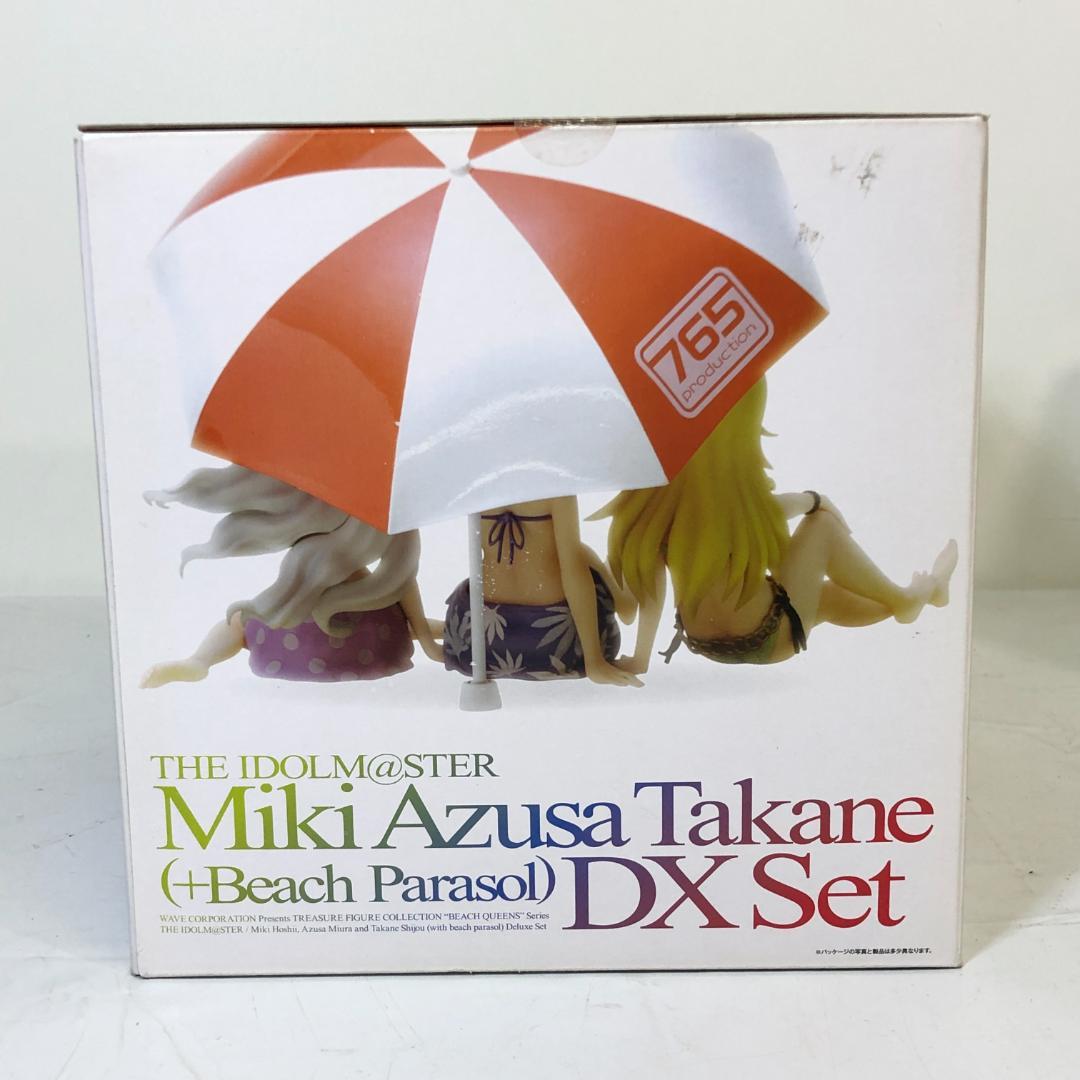 765
production
THE IDOLM@STER
Miki Azusa Takane
(+Beach Parasol) DX Set
WAVE CORPORATION Presents TREASURE FIGURE COLLECTION "BEACH QUEENS" Series
THE IDOLM@STER / Miki Hoshii, Azusa Miura and Takane Shijou (with beach parasol) Deluxe Set
※パッケージの写真と製品は多少異なります。